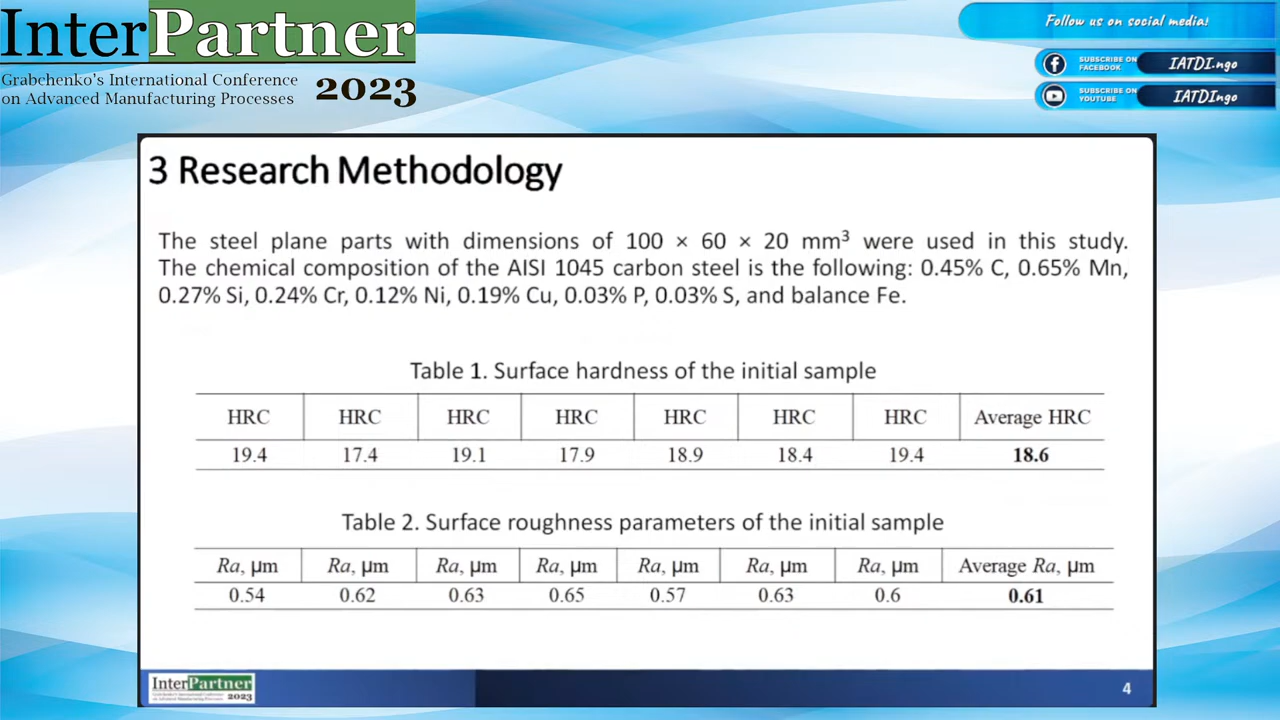 InterPartner
Grabchenko's International Conference
on Advanced Manufacturing Processes
2023
Follow us on social media!
SUBSCRIBE ON FACEBOOK
IATDI.ngo
SUBSCRIBE ON YOUTUBE
IATDIngo
3 Research Methodology
The steel plane parts with dimensions of 100 × 60 × 20 mm³ were used in this study.
The chemical composition of the AISI 1045 carbon steel is the following: 0.45% C, 0.65% Mn,
0.27% Si, 0.24% Cr, 0.12% Ni, 0.19% Cu, 0.03% P, 0.03% S, and balance Fe.
Table 1. Surface hardness of the initial sample
HRC HRC HRC HRC HRC HRC HRC Average HRC
19.4 17.4 19.1 17.9 18.9 18.4 19.4 18.6
Table 2. Surface roughness parameters of the initial sample
Ra, μm Ra, μm Ra, μm Ra, μm Ra, μm Ra, μm Ra, μm Average Ra, μm
0.54 0.62 0.63 0.65 0.57 0.63 0.6 0.61
InterPartner
2023
4